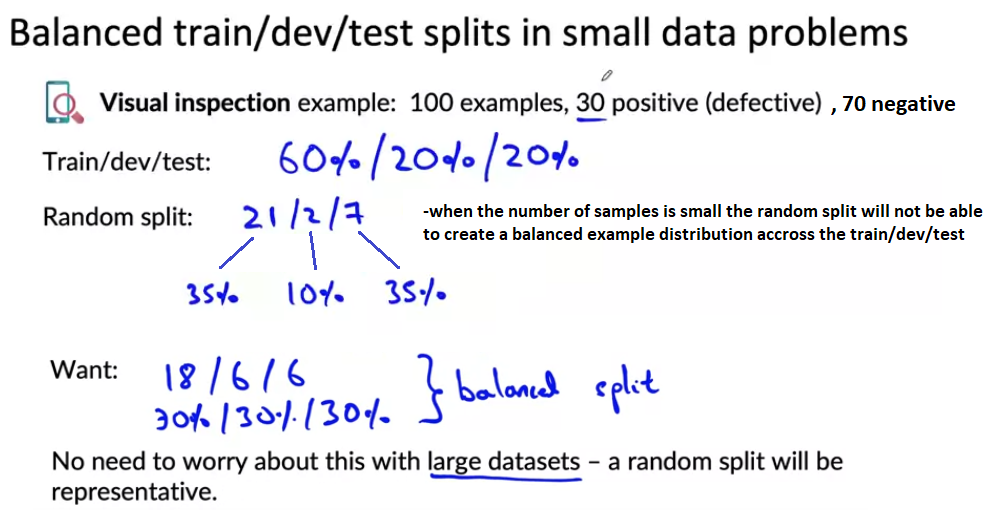 Balanced train/dev/test splits in small data problems
Visual inspection example: 100 examples, 30 positive (defective) , 70 negative
Train/dev/test: 60%/20%/20%
Random split: 21/2/7
-when the number of samples is small the random split will not be able
to create a balanced example distribution accross the train/dev/test
35% 10% 35%
Want: 18/6/6
30%/30%/30% } balanced split
No need to worry about this with large datasets – a random split will be
representative.